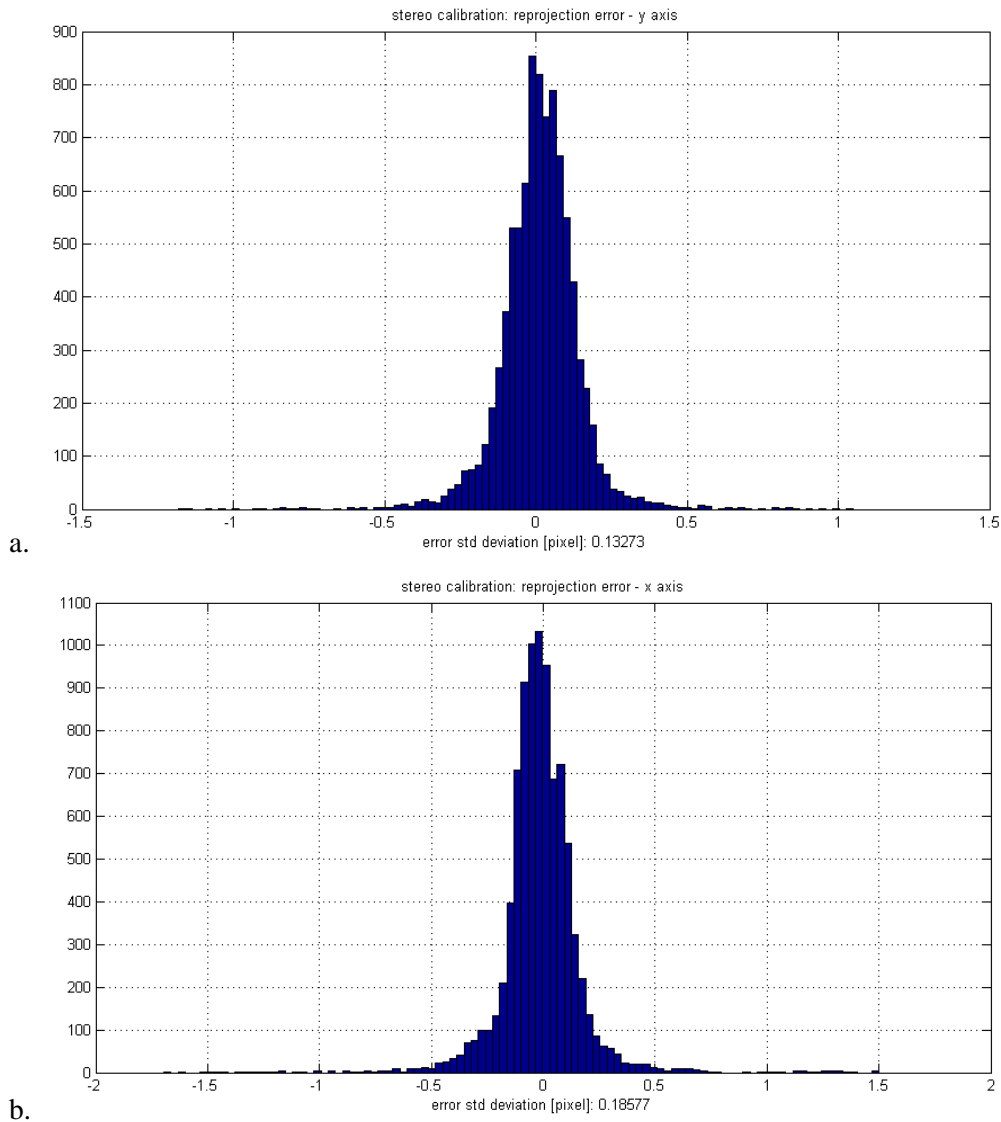 stereo calibration: reprojection error - y axis
900
800
700
600
500
400
300
200
100
0
-1.5 -1 -0.5 0 0.5 1 1.5
error std deviation [pixel]: 0.13273
a.
stereo calibration: reprojection error - x axis
1100
1000
900
800
700
600
500
400
300
200
100
0
-2 -1.5 -1 -0.5 0 0.5 1 1.5 2
error std deviation [pixel]: 0.18577
b.